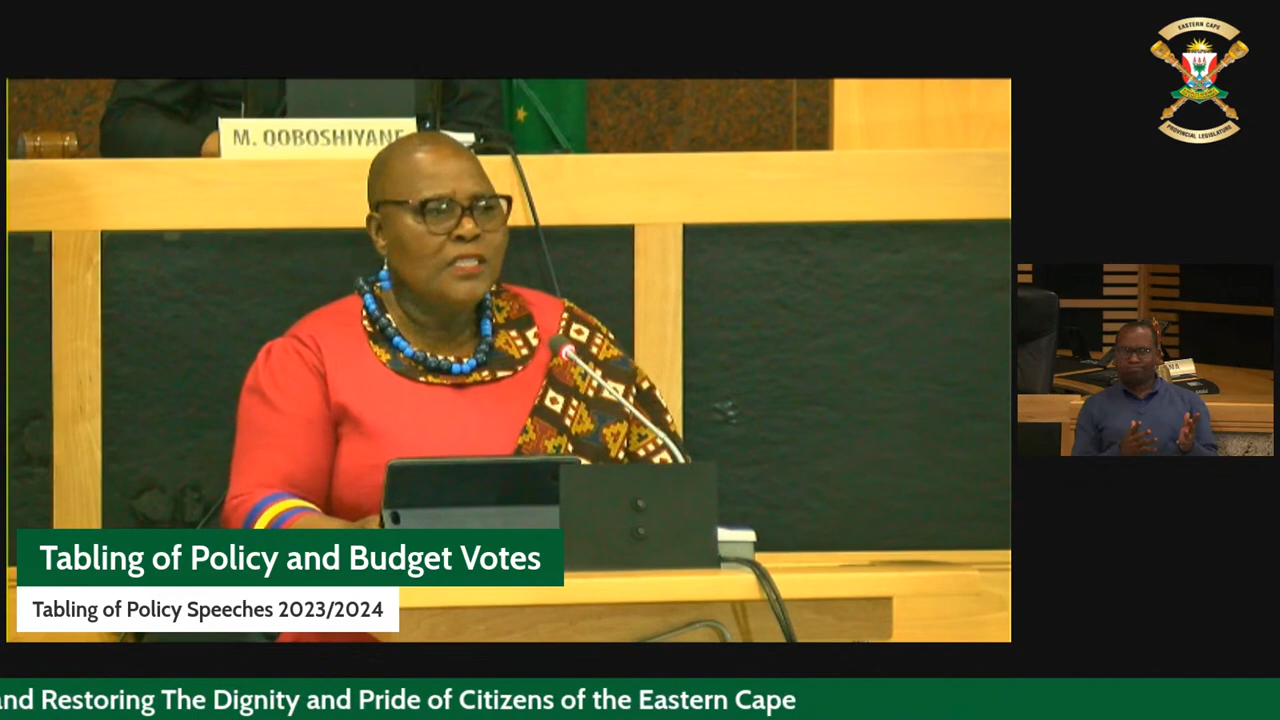 EASTERN CAPE
PROVINCIAL LEGISLATURE
M. QOBOSHIYANE
Tabling of Policy and Budget Votes
Tabling of Policy Speeches 2023/2024
and Restoring The Dignity and Pride of Citizens of the Eastern Cape